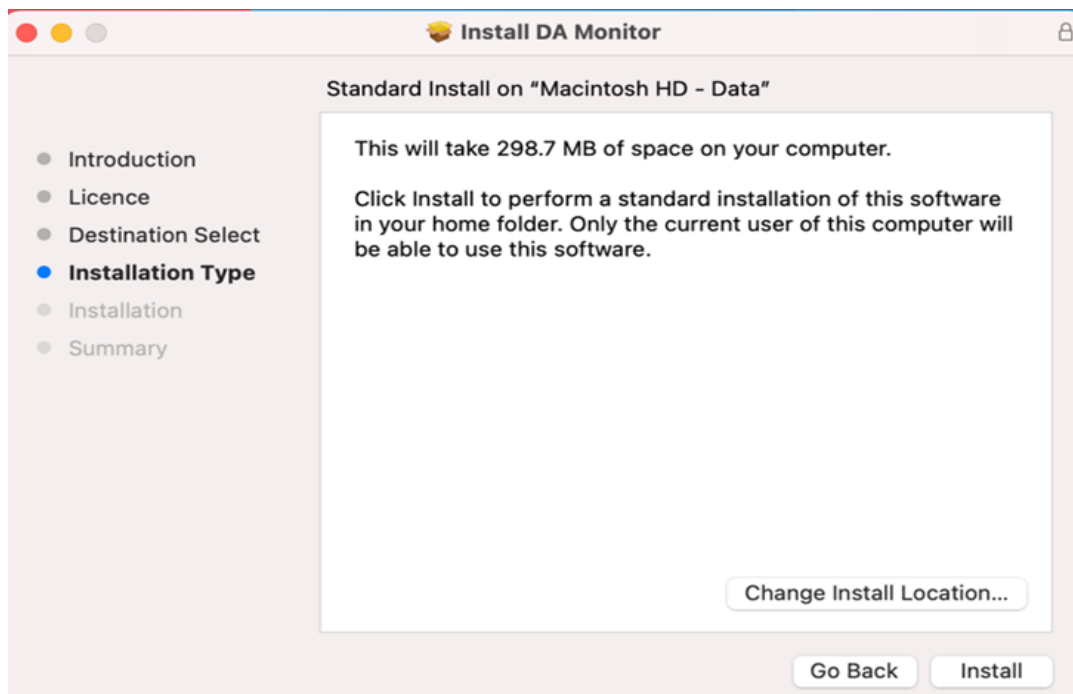 Install DA Monitor
Standard Install on “Macintosh HD – Data”
Introduction
Licence
Destination Select
Installation Type
Installation
Summary
This will take 298.7 MB of space on your computer.
Click Install to perform a standard installation of this software
in your home folder. Only the current user of this computer will
be able to use this software.
Change Install Location...
Go Back
Install